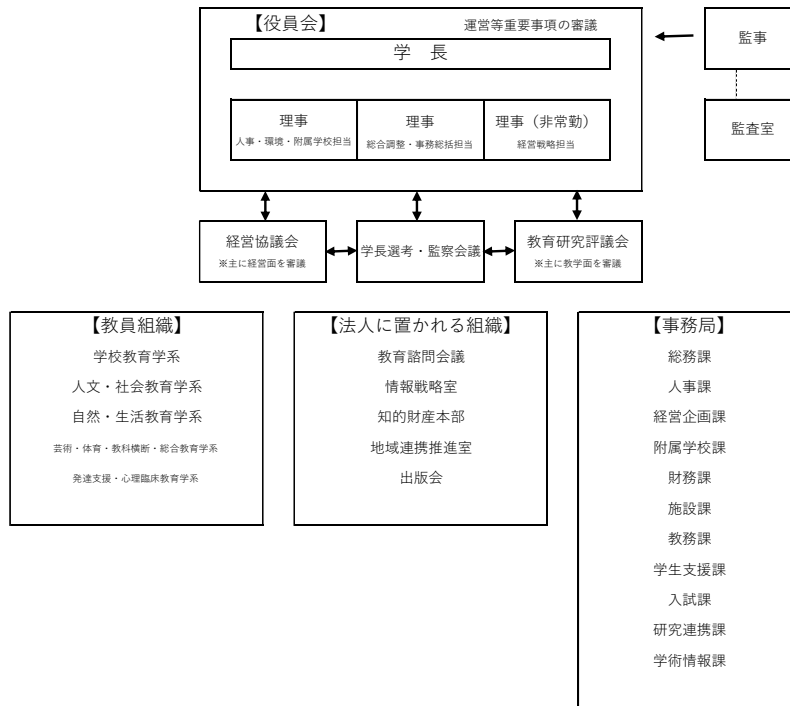 【役員会】 運営等重要事項の審議
学 長
監事
理事
人事・環境・附属学校担当
理事
総合調整・事務総括担当
理事（非常勤）
経営戦略担当
監査室
経営協議会
※主に経営面を審議
学長選考・監察会議
教育研究評議会
※主に教学面を審議
【教員組織】
学校教育学系
人文・社会教育学系
自然・生活教育学系
芸術・体育・教科横断・総合教育学系
発達支援・心理臨床教育学系
【法人に置かれる組織】
教育諮問会議
情報戦略室
知的財産本部
地域連携推進室
出版会
【事務局】
総務課
人事課
経営企画課
附属学校課
財務課
施設課
教務課
学生支援課
入試課
研究連携課
学術情報課